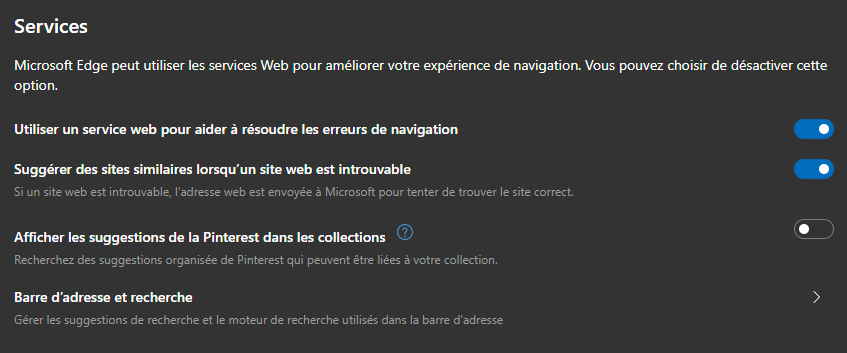 Services
Microsoft Edge peut utiliser les services Web pour améliorer votre expérience de navigation. Vous pouvez choisir de désactiver cette
option.
Utiliser un service web pour aider à résoudre les erreurs de navigation
Suggérer des sites similaires lorsqu'un site web est introuvable
Si un site web est introuvable, l'adresse web est envoyée à Microsoft pour tenter de trouver le site correct.
Afficher les suggestions de la Pinterest dans les collections ?
Recherchez des suggestions organisée de Pinterest qui peuvent être liées à votre collection.
Barre d'adresse et recherche
Gérer les suggestions de recherche et le moteur de recherche utilisés dans la barre d'adresse